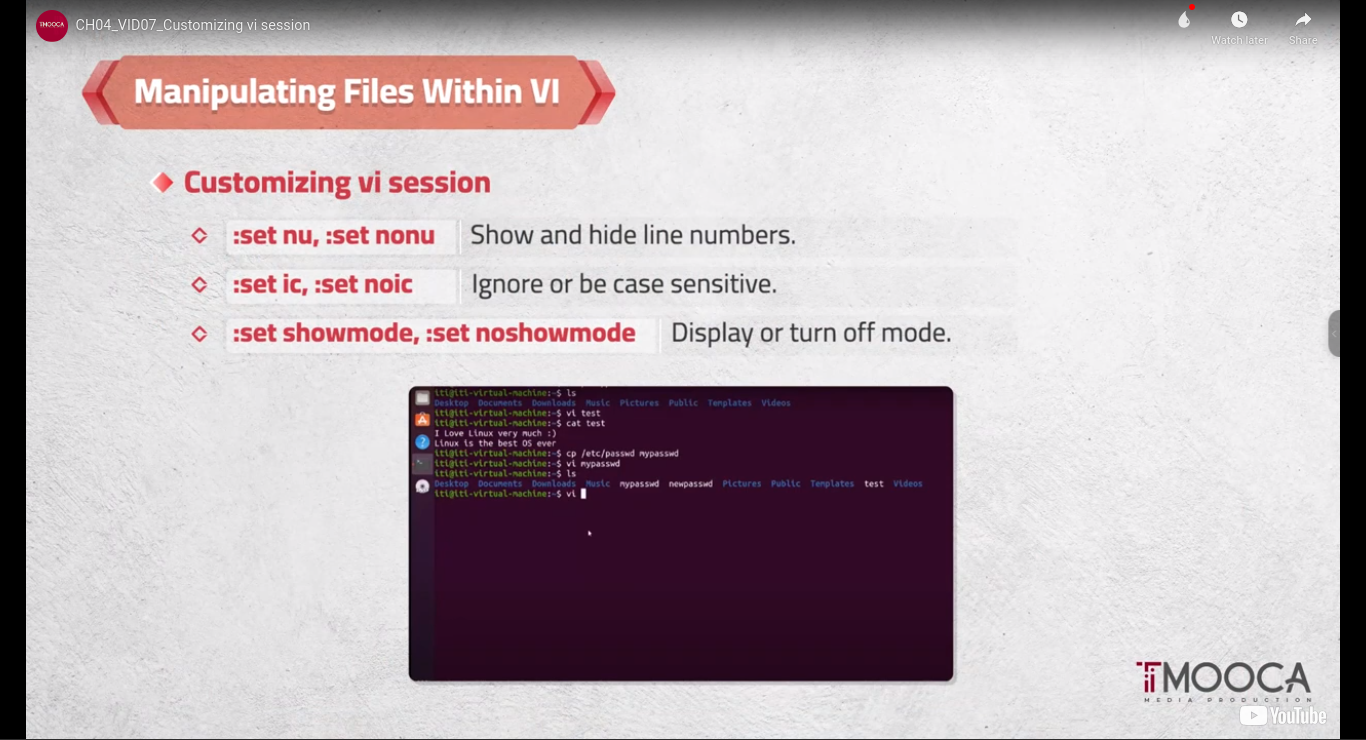 TMOOCA
CH04_VID07_Customizing vi session
Watch later
Share
Manipulating Files Within VI
Customizing vi session
:set nu, :set nonu Show and hide line numbers.
:set ic, :set noic Ignore or be case sensitive.
:set showmode, :set noshowmode Display or turn off mode.
iti@iti-virtual-machine:~$ ls
Desktop Documents Downloads Music Pictures Public Templates Videos
iti@iti-virtual-machine:~$ vi test
iti@iti-virtual-machine:~$ cat test
I Love Linux very much :)
Linux is the best OS ever
iti@iti-virtual-machine:~$ cp /etc/passwd mypasswd
iti@iti-virtual-machine:~$ vi mypasswd
iti@iti-virtual-machine:~$ ls
Desktop Documents Downloads Music mypasswd newpasswd Pictures Public Templates test Videos
iti@iti-virtual-machine:~$ vi
TiMOOCA
MEDIA PRODUCTION
YouTube